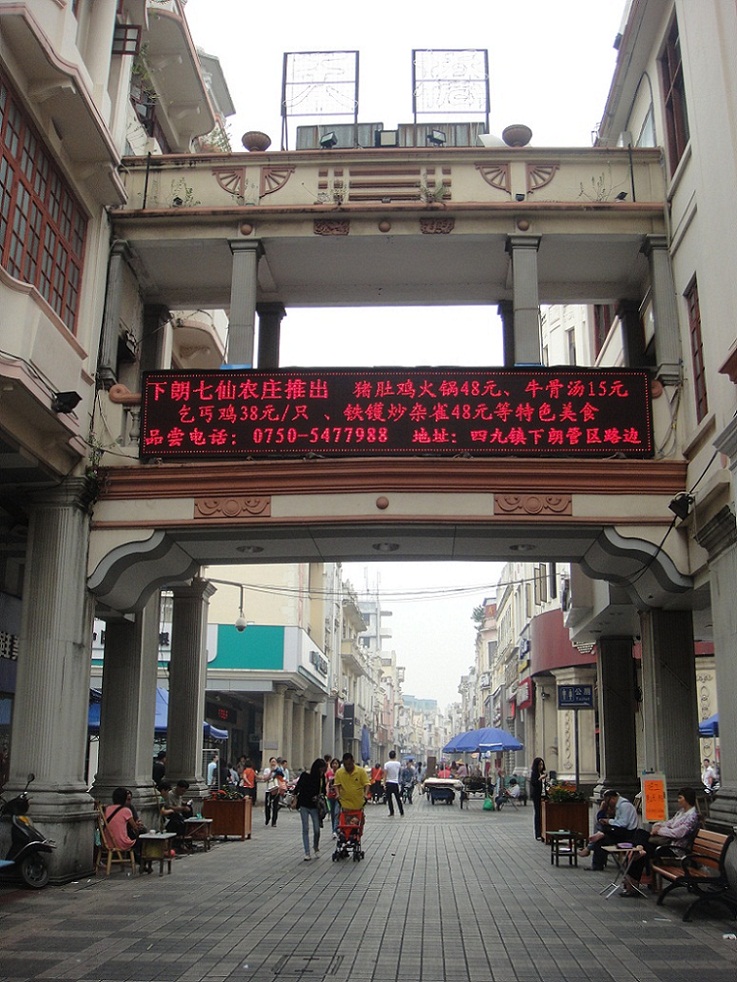 下朗七仙农庄推出 猪肚鸡火锅48元、牛骨汤15元
乞丐鸡38元/只 、铁镬炒杂雀48元等特色美食
品尝电话: 0750-5477988 地址: 四九镇下朗管区路边
公厕